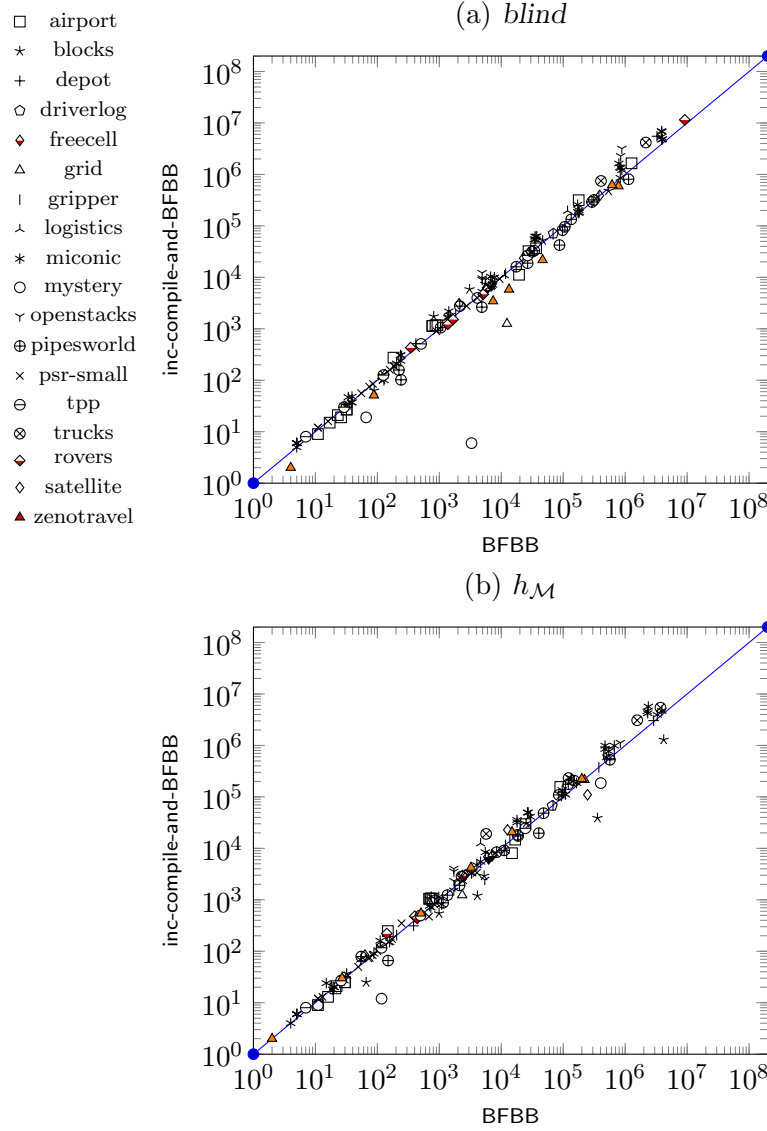 airport
blocks
depot
driverlog
freecell
grid
gripper
logistics
miconic
mystery
openstacks
pipesworld
psr-small
tpp
trucks
rovers
satellite
zenotravel
(a) blind
10^8
10^7
10^6
10^5
10^4
10^3
10^2
10^1
10^0
inc-compile-and-BFBB
10^0 10^1 10^2 10^3 10^4 10^5 10^6 10^7 10^8
BFBB
(b) h_ℳ
10^8
10^7
10^6
10^5
10^4
10^3
10^2
10^1
10^0
inc-compile-and-BFBB
10^0 10^1 10^2 10^3 10^4 10^5 10^6 10^7 10^8
BFBB